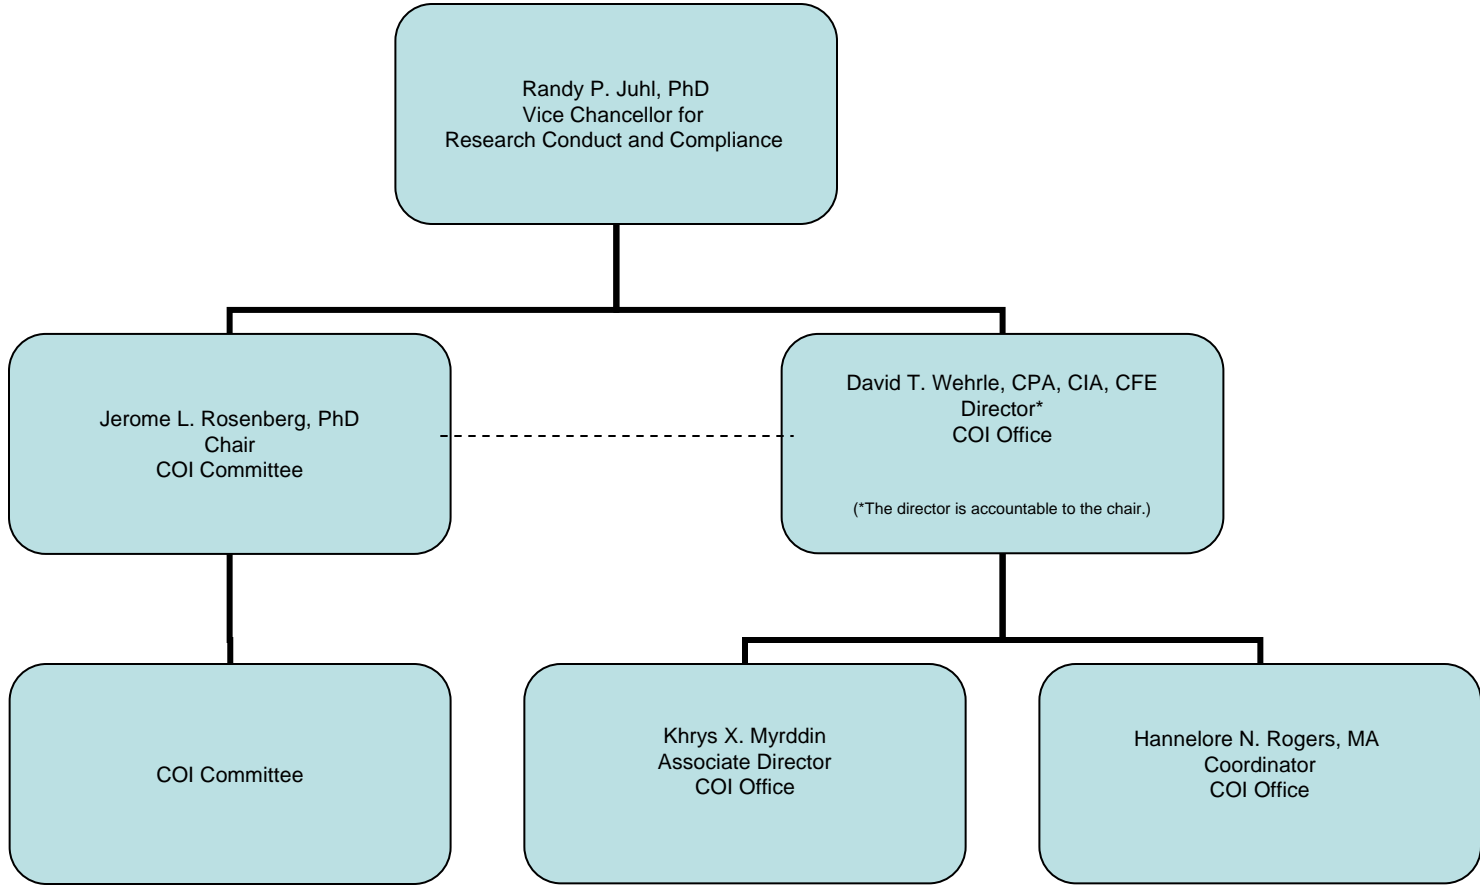 Randy P. Juhl, PhD
Vice Chancellor for
Research Conduct and Compliance
Jerome L. Rosenberg, PhD
Chair
COI Committee
David T. Wehrle, CPA, CIA, CFE
Director*
COI Office
(*The director is accountable to the chair.)
COI Committee
Khrys X. Myrddin
Associate Director
COI Office
Hannelore N. Rogers, MA
Coordinator
COI Office